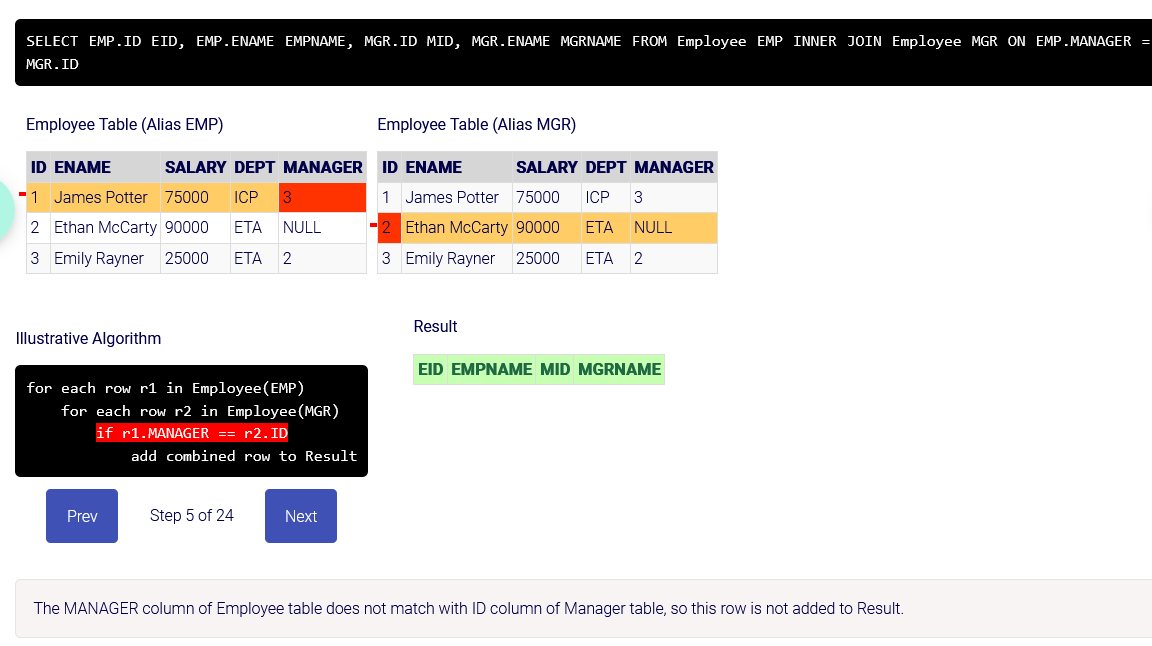 SELECT EMP.ID EID, EMP.ENAME EMPNAME, MGR.ID MID, MGR.ENAME MGRNAME FROM Employee EMP INNER JOIN Employee MGR ON EMP.MANAGER =
MGR.ID
Employee Table (Alias EMP)
ID ENAME SALARY DEPT MANAGER
1 James Potter 75000 ICP 3
2 Ethan McCarty 90000 ETA NULL
3 Emily Rayner 25000 ETA 2
Employee Table (Alias MGR)
ID ENAME SALARY DEPT MANAGER
1 James Potter 75000 ICP 3
2 Ethan McCarty 90000 ETA NULL
3 Emily Rayner 25000 ETA 2
Illustrative Algorithm
for each row r1 in Employee(EMP)
for each row r2 in Employee(MGR)
if r1.MANAGER == r2.ID
add combined row to Result
Prev Step 5 of 24 Next
Result
EID EMPNAME MID MGRNAME
The MANAGER column of Employee table does not match with ID column of Manager table, so this row is not added to Result.